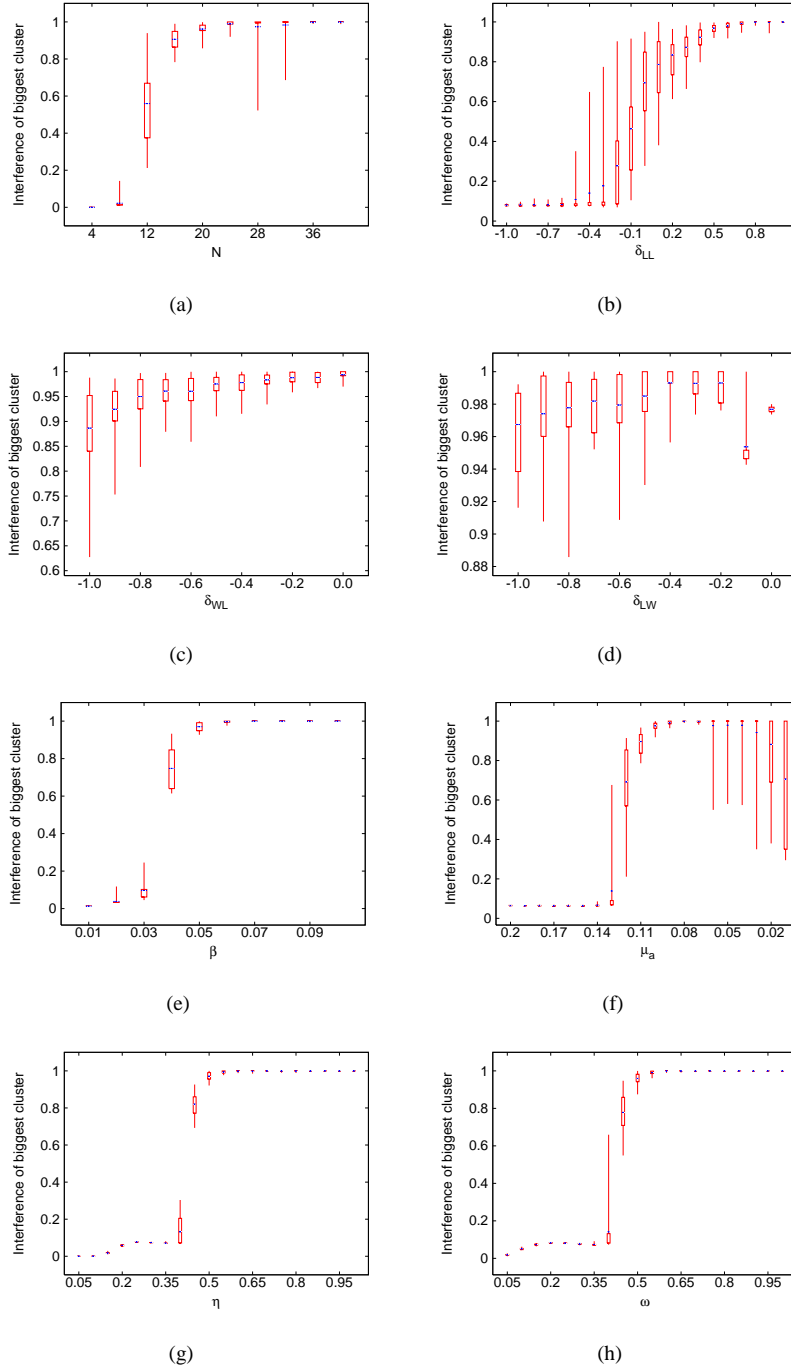 Interference of biggest cluster
1
0.8
0.6
0.4
0.2
0
4 12 20 28 36
N
(a)
Interference of biggest cluster
1
0.8
0.6
0.4
0.2
0
-1.0 -0.7 -0.4 -0.1 0.2 0.5 0.8
δLL
(b)
Interference of biggest cluster
1
0.95
0.9
0.85
0.8
0.75
0.7
0.65
0.6
-1.0 -0.8 -0.6 -0.4 -0.2 0.0
δWL
(c)
Interference of biggest cluster
1
0.98
0.96
0.94
0.92
0.9
0.88
-1.0 -0.8 -0.6 -0.4 -0.2 0.0
δLW
(d)
Interference of biggest cluster
1
0.8
0.6
0.4
0.2
0
0.01 0.03 0.05 0.07 0.09
β
(e)
Interference of biggest cluster
1
0.8
0.6
0.4
0.2
0
0.2 0.17 0.14 0.11 0.08 0.05 0.02
μa
(f)
Interference of biggest cluster
1
0.8
0.6
0.4
0.2
0
0.05 0.2 0.35 0.5 0.65 0.8 0.95
η
(g)
Interference of biggest cluster
1
0.8
0.6
0.4
0.2
0
0.05 0.2 0.35 0.5 0.65 0.8 0.95
ω
(h)